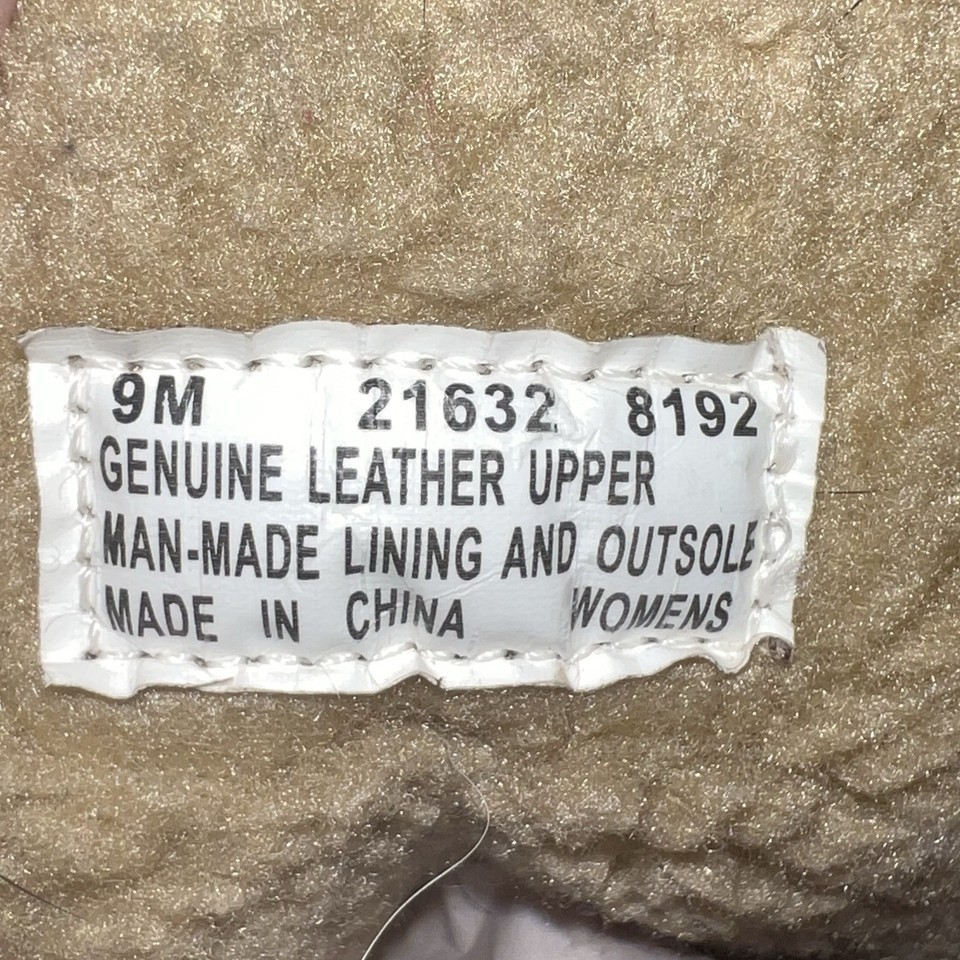 9M 21632 8192
GENUINE LEATHER UPPER
MAN-MADE LINING AND OUTSOLE
MADE IN CHINA WOMENS